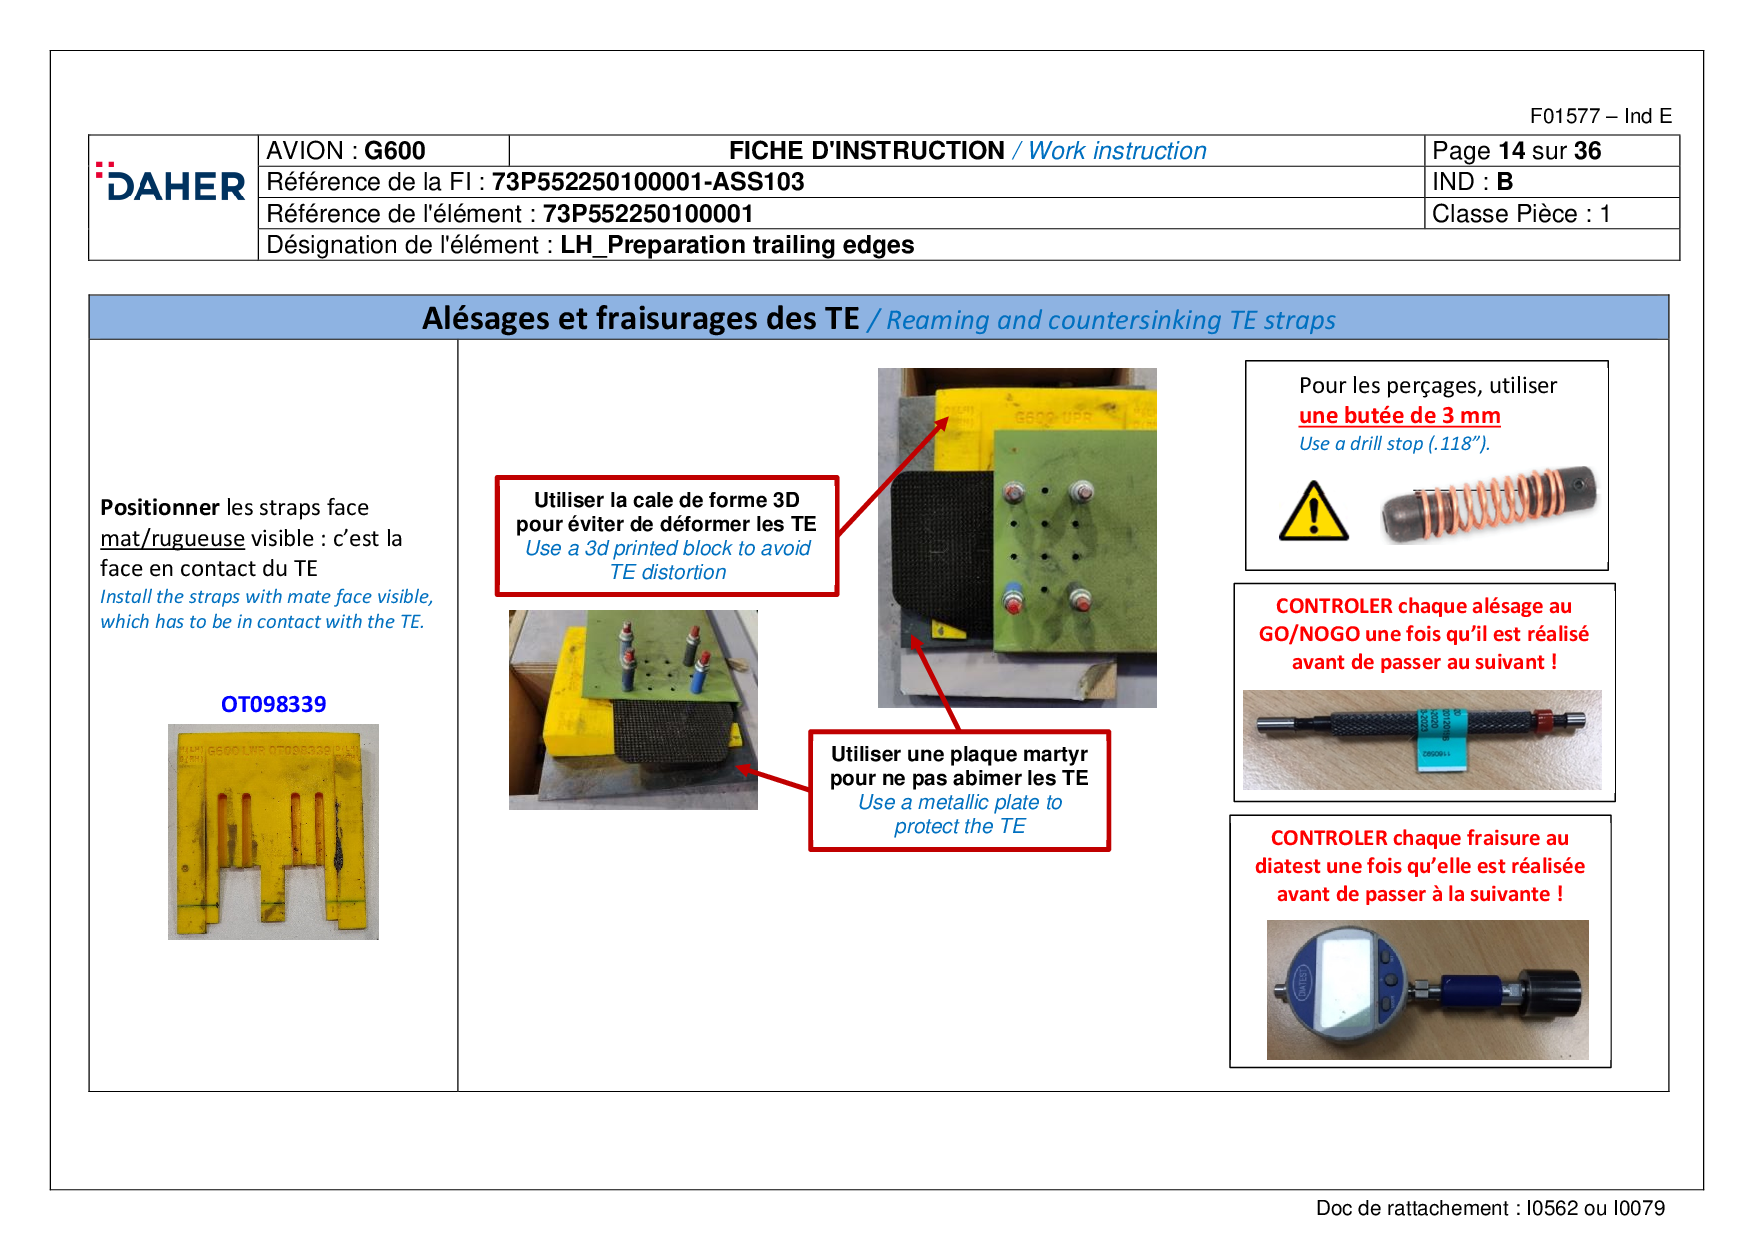 F01577 – Ind E
DAHER
AVION : G600
FICHE D'INSTRUCTION / Work instruction
Page 14 sur 36
Référence de la FI : 73P552250100001-ASS103
IND : B
Référence de l'élément : 73P552250100001
Classe Pièce : 1
Désignation de l'élément : LH_Preparation trailing edges
Alésages et fraisurages des TE / Reaming and countersinking TE straps
Positionner les straps face
mat/rugueuse visible : c’est la
face en contact du TE
Install the straps with mate face visible,
which has to be in contact with the TE.
OT098339
G600 LWR OT098339
Utiliser la cale de forme 3D
pour éviter de déformer les TE
Use a 3d printed block to avoid
TE distortion
G600 UPR
Utiliser une plaque martyr
pour ne pas abimer les TE
Use a metallic plate to
protect the TE
Pour les perçages, utiliser
une butée de 3 mm
Use a drill stop (.118”).
CONTROLER chaque alésage au
GO/NOGO une fois qu’il est réalisé
avant de passer au suivant !
1180592
CONTROLER chaque fraisure au
diatest une fois qu’elle est réalisée
avant de passer à la suivante !
DIATEST
Doc de rattachement : I0562 ou I0079